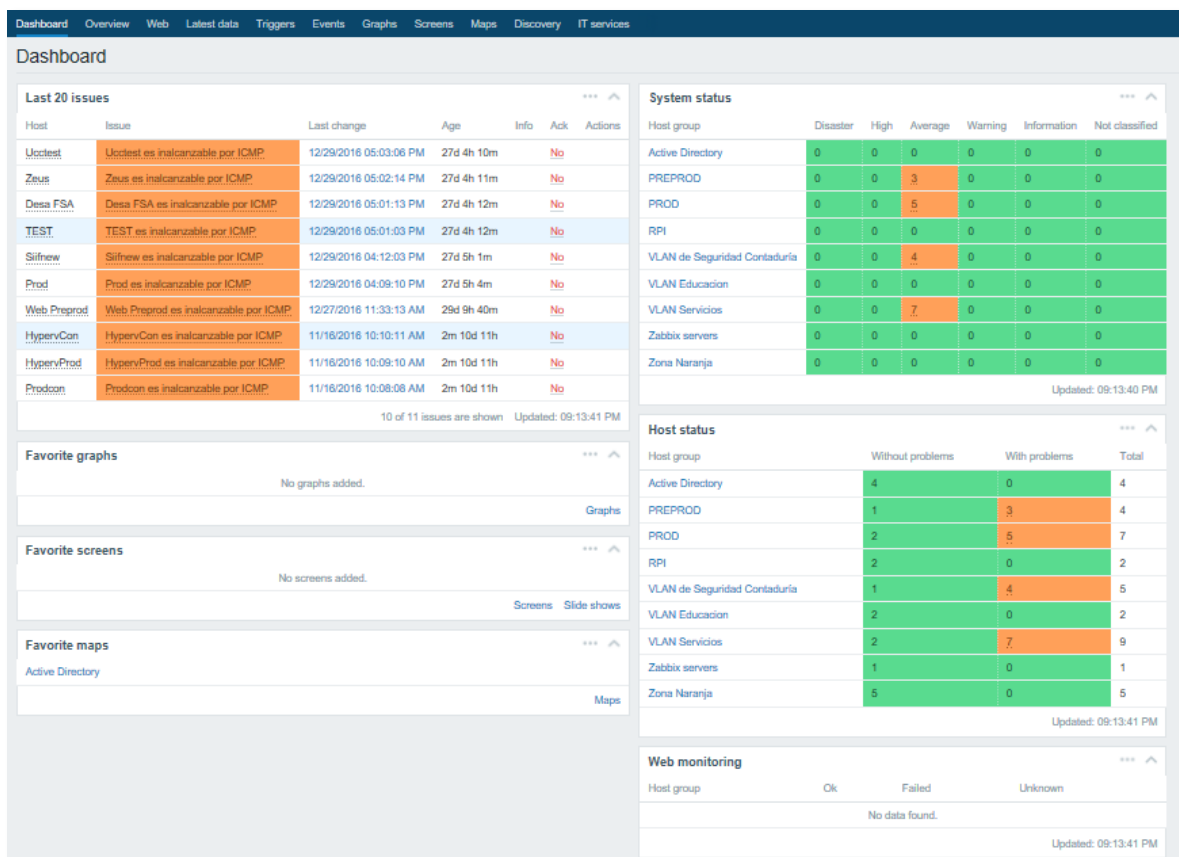 Dashboard Overview Web Latest data Triggers Events Graphs Screens Maps Discovery IT services
Dashboard
Last 20 issues
Host Issue Last change Age Info Ack Actions
Ucctest Ucctest es inalcanzable por ICMP 12/29/2016 05:03:06 PM 27d 4h 10m No
Zeus Zeus es inalcanzable por ICMP 12/29/2016 05:02:14 PM 27d 4h 11m No
Desa FSA Desa FSA es inalcanzable por ICMP 12/29/2016 05:01:13 PM 27d 4h 12m No
TEST TEST es inalcanzable por ICMP 12/29/2016 05:01:03 PM 27d 4h 12m No
Siifnew Siifnew es inalcanzable por ICMP 12/29/2016 04:12:03 PM 27d 5h 1m No
Prod Prod es inalcanzable por ICMP 12/29/2016 04:09:10 PM 27d 5h 4m No
Web Preprod Web Preprod es inalcanzable por ICMP 12/27/2016 11:33:13 AM 29d 9h 40m No
HypervCon HypervCon es inalcanzable por ICMP 11/16/2016 10:10:11 AM 2m 10d 11h No
HypervProd HypervProd es inalcanzable por ICMP 11/16/2016 10:09:10 AM 2m 10d 11h No
Prodcon Prodcon es inalcanzable por ICMP 11/16/2016 10:08:08 AM 2m 10d 11h No
10 of 11 issues are shown Updated: 09:13:41 PM
Favorite graphs
No graphs added.
Graphs
Favorite screens
No screens added.
Screens Slide shows
Favorite maps
Active Directory
Maps
System status
Host group Disaster High Average Warning Information Not classified
Active Directory 0 0 0 0 0 0
PREPROD 0 0 3 0 0 0
PROD 0 0 5 0 0 0
RPI 0 0 0 0 0 0
VLAN de Seguridad Contaduría 0 0 4 0 0 0
VLAN Educacion 0 0 0 0 0 0
VLAN Servicios 0 0 7 0 0 0
Zabbix servers 0 0 0 0 0 0
Zona Naranja 0 0 0 0 0 0
Updated: 09:13:40 PM
Host status
Host group Without problems With problems Total
Active Directory 4 0 4
PREPROD 1 3 4
PROD 2 5 7
RPI 2 0 2
VLAN de Seguridad Contaduría 1 4 5
VLAN Educacion 2 0 2
VLAN Servicios 2 7 9
Zabbix servers 1 0 1
Zona Naranja 5 0 5
Updated: 09:13:41 PM
Web monitoring
Host group Ok Failed Unknown
No data found.
Updated: 09:13:41 PM